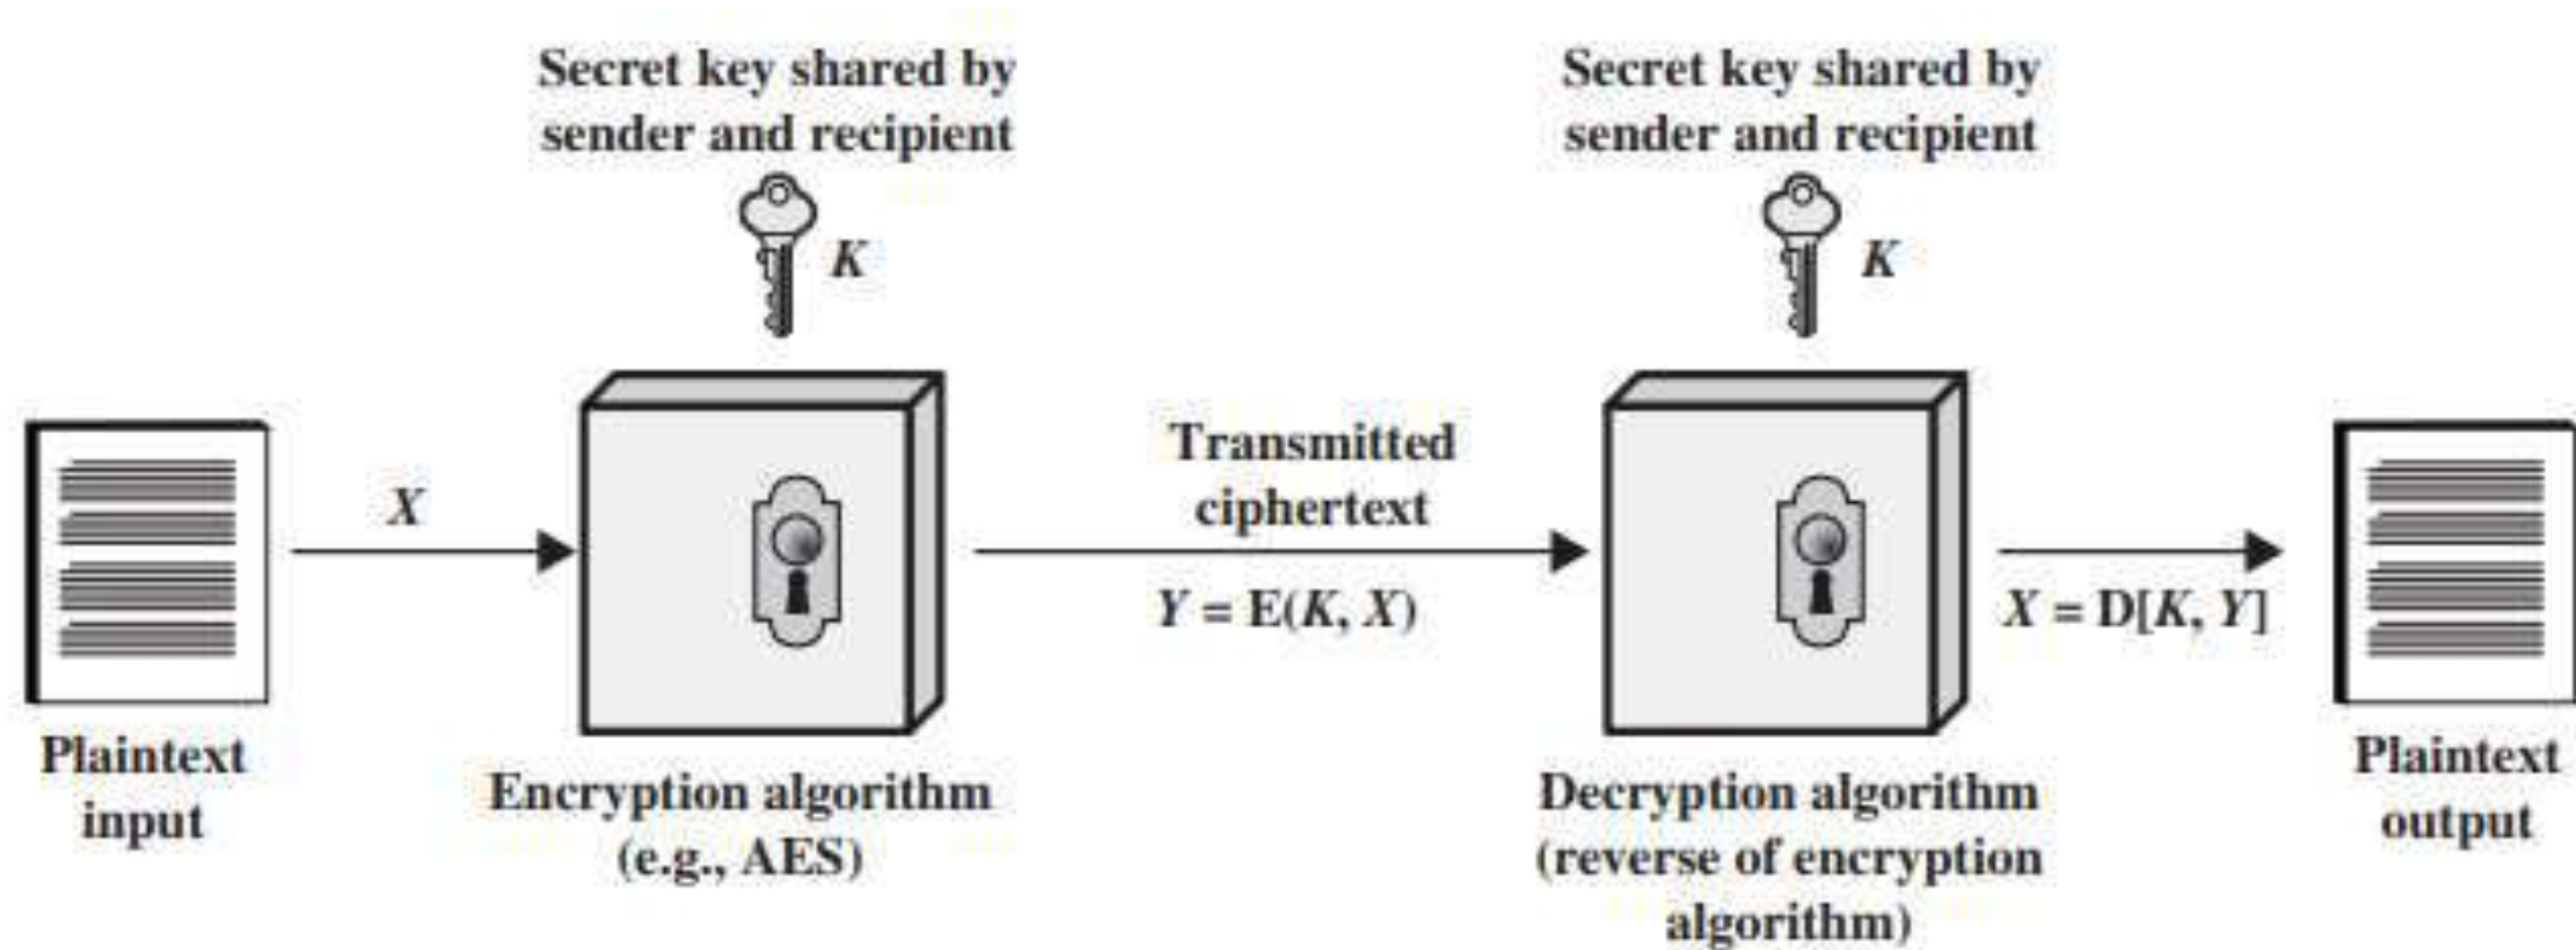 Secret key shared by
sender and recipient
K
Secret key shared by
sender and recipient
K
X
Transmitted
ciphertext
Y = E(K, X)
X = D[K, Y]
Plaintext
input
Encryption algorithm
(e.g., AES)
Decryption algorithm
(reverse of encryption
algorithm)
Plaintext
output